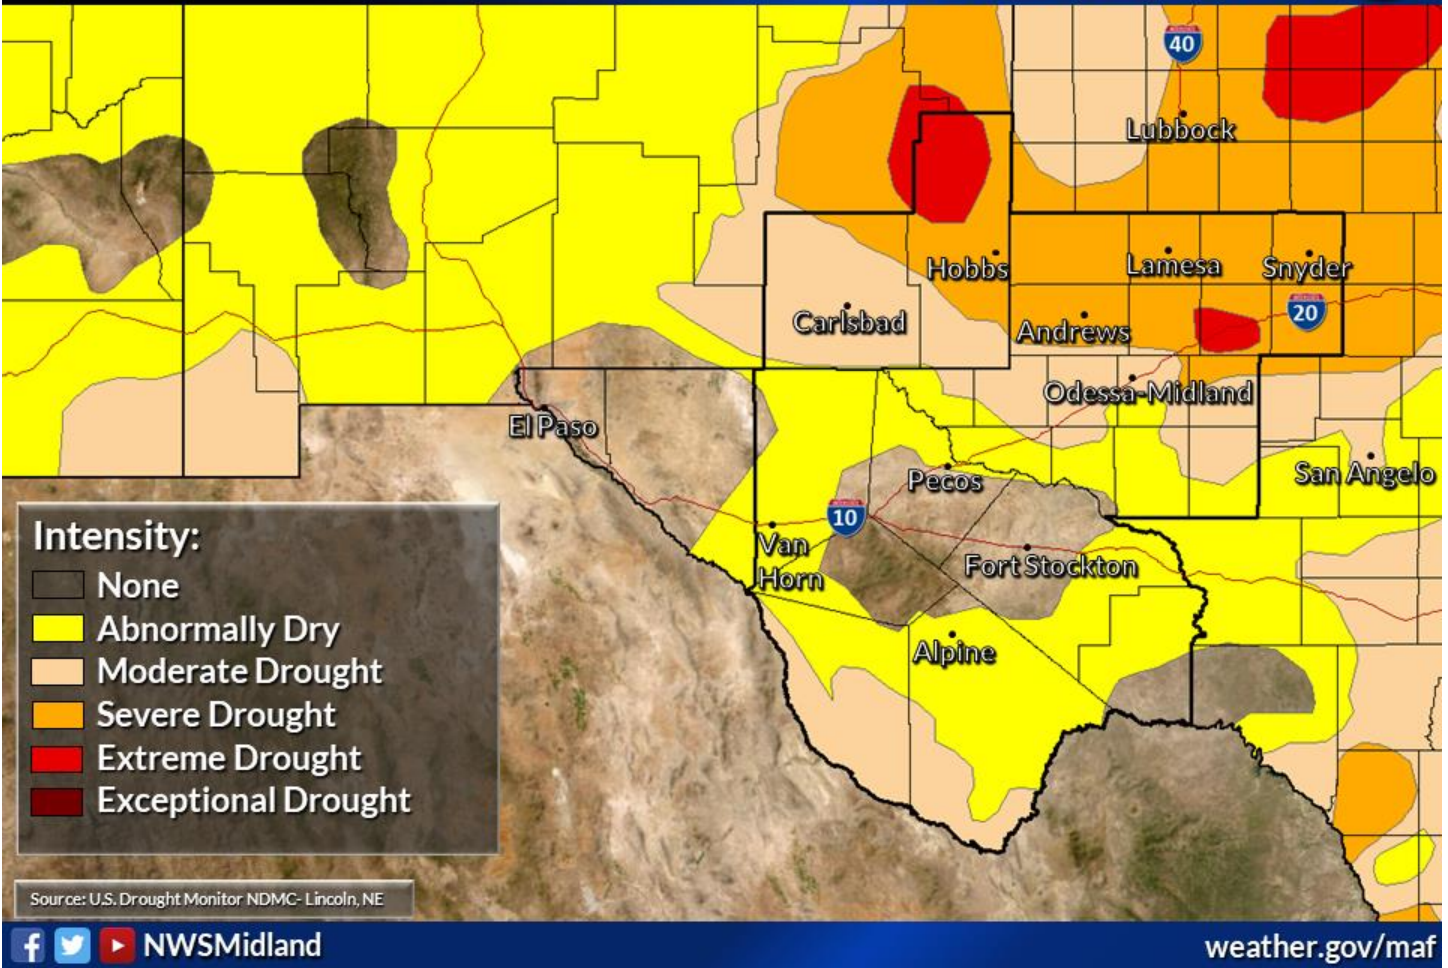 40
Lubbock
Hobbs
Lamesa
Snyder
Carlsbad
Andrews
20
Odessa-Midland
El Paso
Pecos
San Angelo
10
Van
Horn
Fort Stockton
Alpine
Intensity:
None
Abnormally Dry
Moderate Drought
Severe Drought
Extreme Drought
Exceptional Drought
Source: U.S. Drought Monitor NDMC- Lincoln, NE
NWSMidland
weather.gov/maf